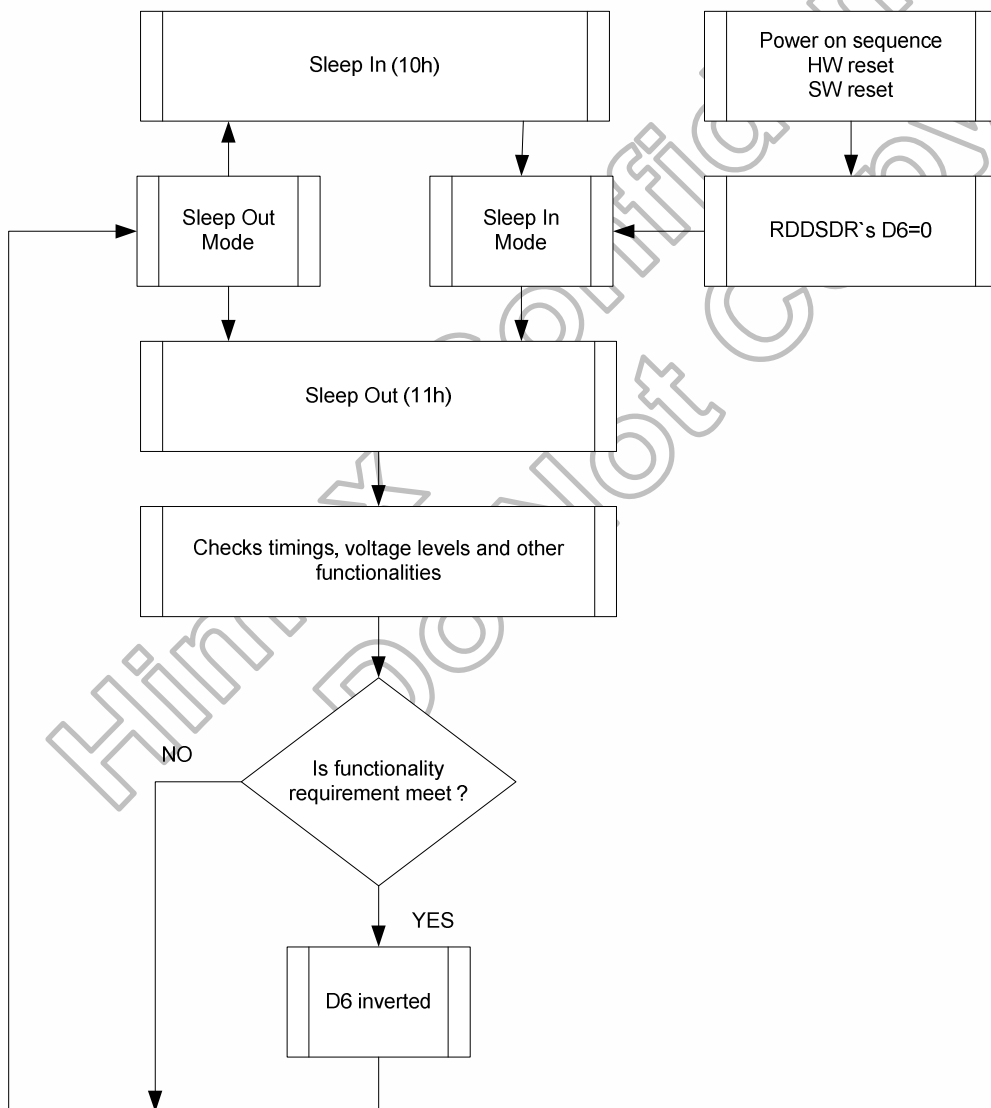 Sleep In (10h)
Power on sequence
HW reset
SW reset
Sleep Out
Mode
Sleep In
Mode
RDDSDR`s D6=0
Sleep Out (11h)
Checks timings, voltage levels and other
functionalities
Is functionality
requirement meet ?
NO
YES
D6 inverted